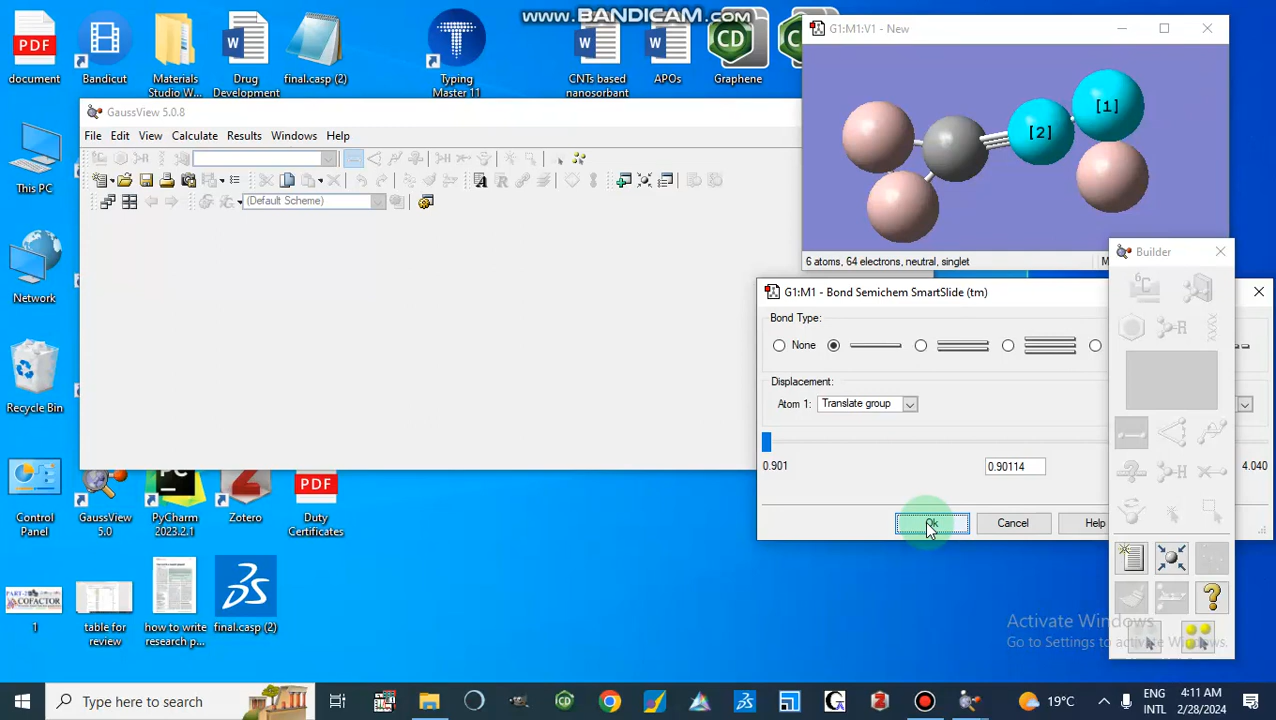 www.BANDICAM.com
PDF
document
Bandicut
Materials
Studio W...
Drug
Development
final.casp (2)
Typing
Master 11
CNTs based
nanosorbant
APOs
CD
Graphene
G1:M1:V1 - New
[1]
[2]
6 atoms, 64 electrons, neutral, singlet
GaussView 5.0.8
File Edit View Calculate Results Windows Help
(Default Scheme)
This PC
Network
Recycle Bin
Control
Panel
GaussView
5.0
PyCharm
2023.2.1
Zotero
PDF
Duty
Certificates
1
table for
review
how to write
research p...
final.casp (2)
G1:M1 - Bond Semichem SmartSlide (tm)
Bond Type:
None
Displacement:
Atom 1: Translate group
0.901
0.90114
4.040
Ok Cancel Help
Builder
6C
R
H
Activate Windows
Go to Settings to activate Windows.
Type here to search
19°C
ENG
INTL
4:11 AM
2/28/2024